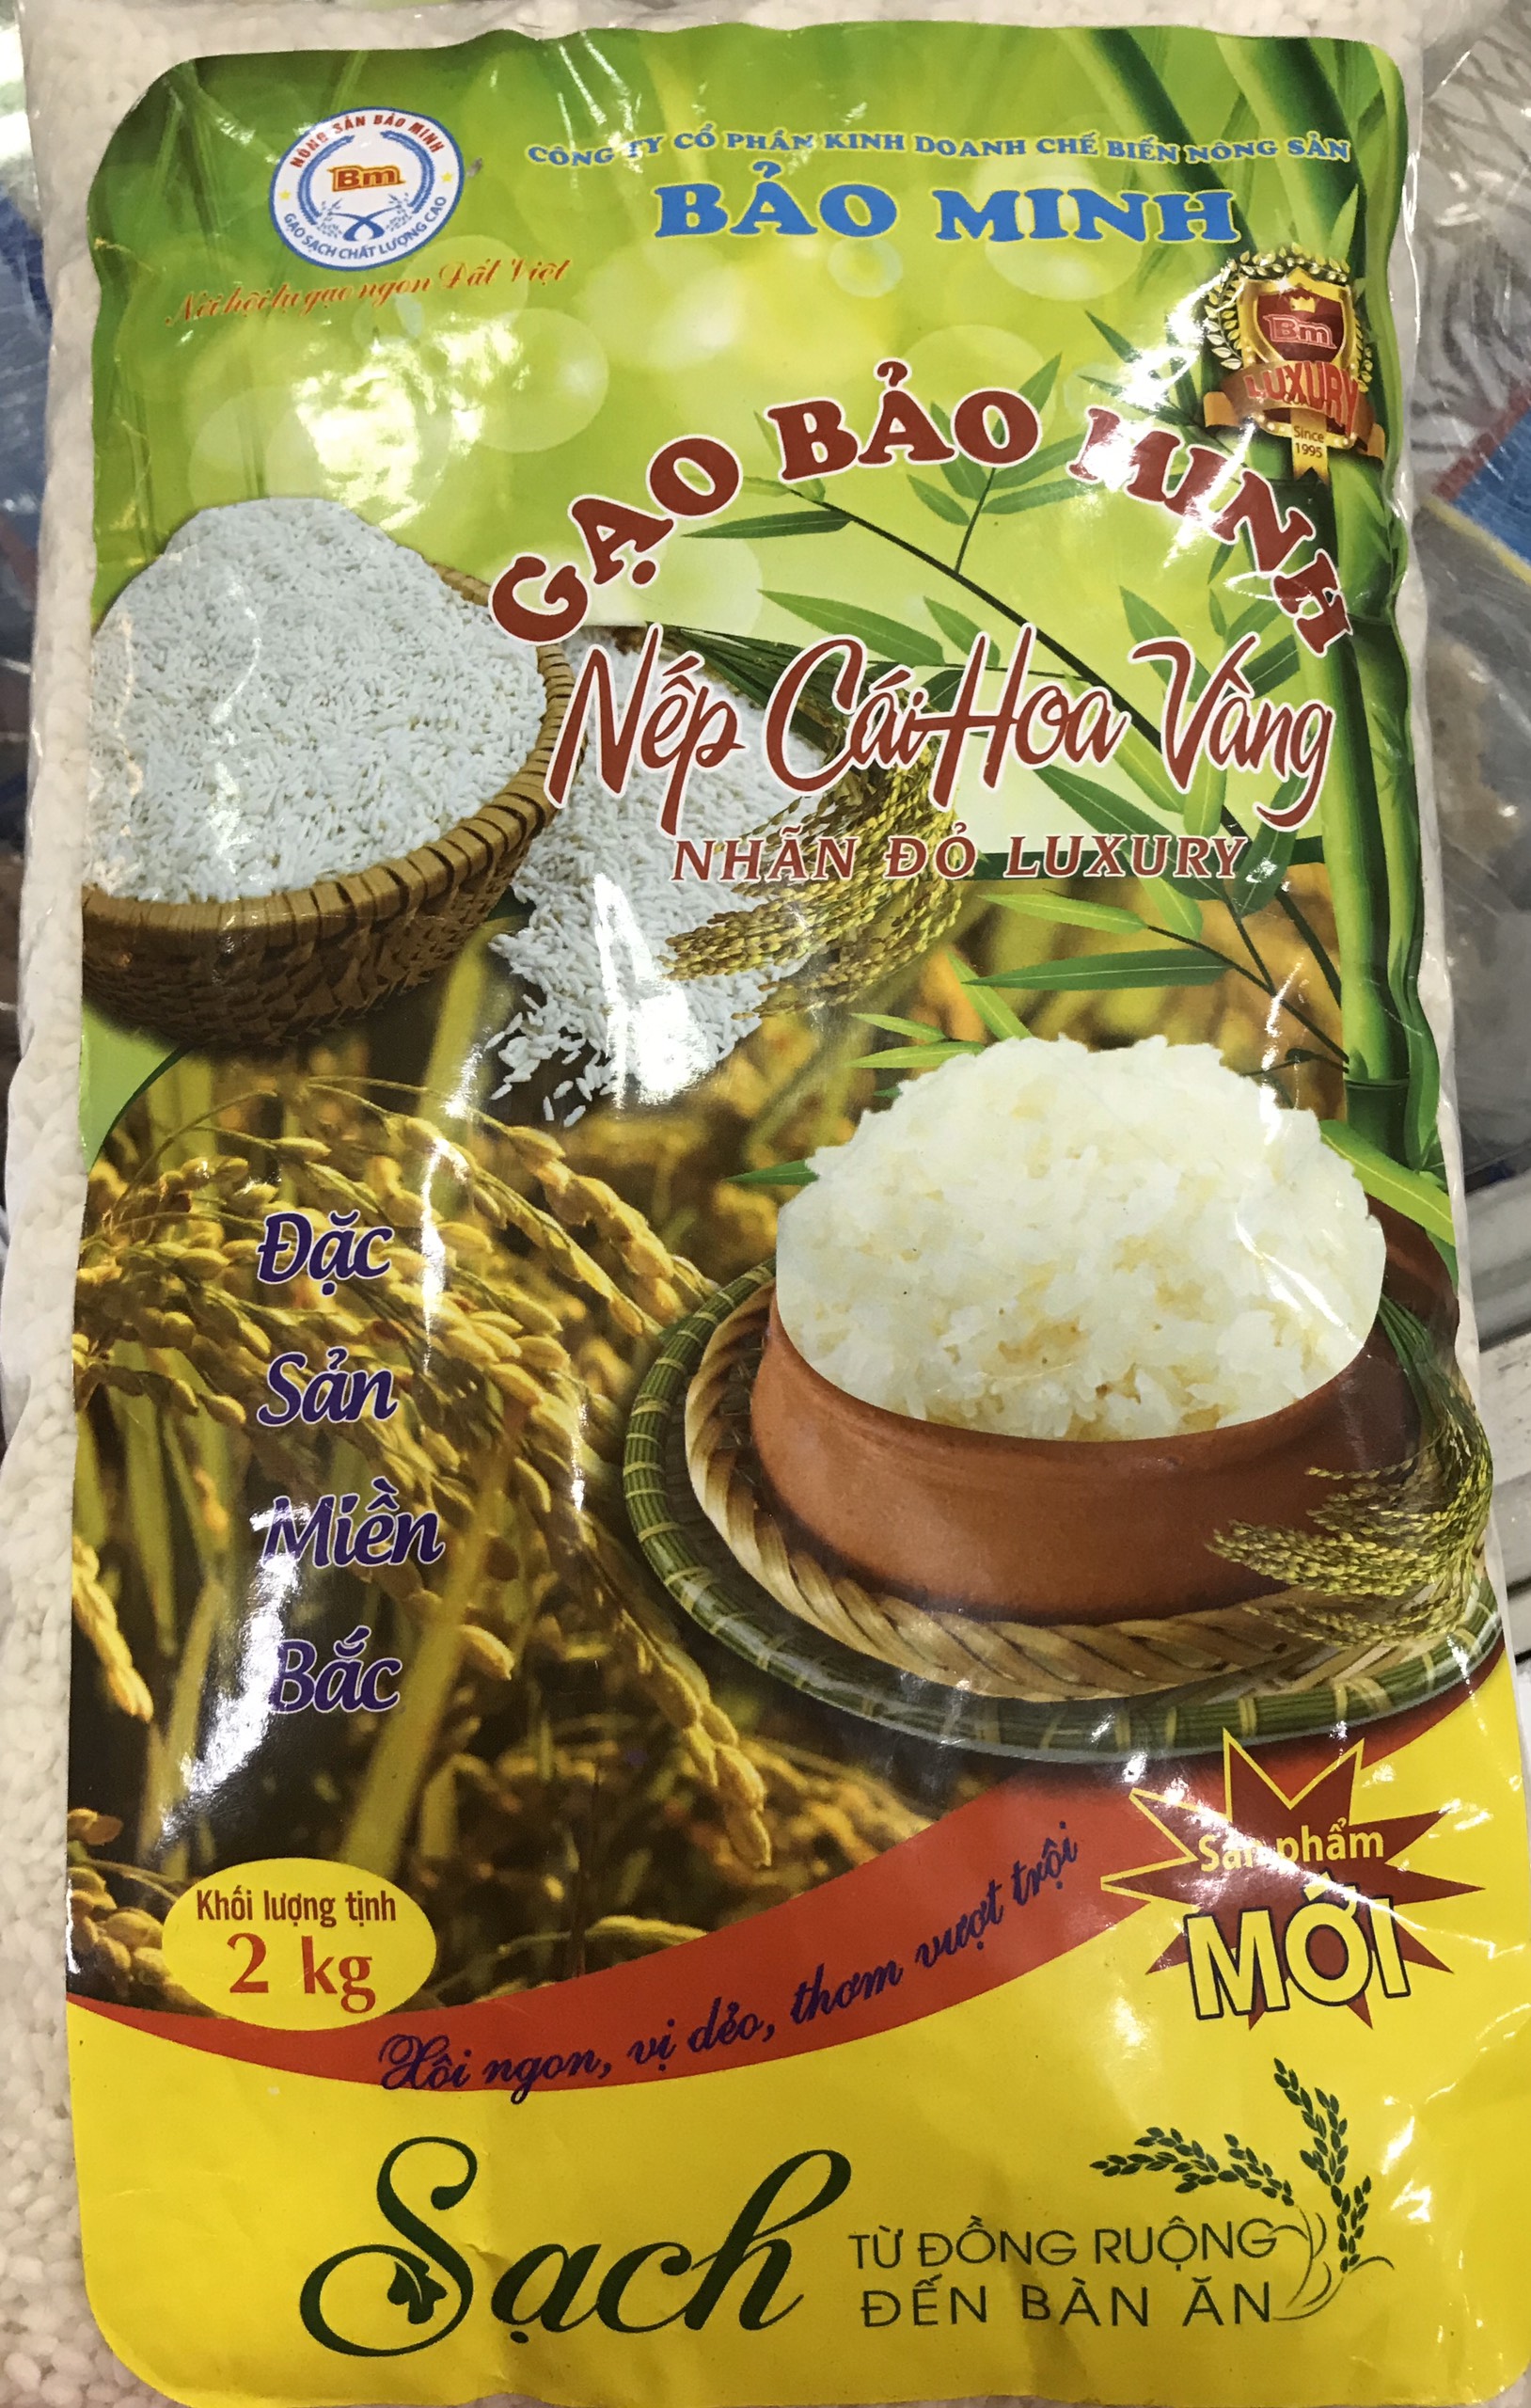 NÔNG SẢN BẢO MINH
Bm
GẠO SẠCH CHẤT LƯỢNG CAO
Nơi hội tụ gạo ngon Đất Việt
CÔNG TY CỔ PHẦN KINH DOANH CHẾ BIẾN NÔNG SẢN
BẢO MINH
Bm
LUXURY
Since
1995
GẠO BẢO MINH
Nếp Cái Hoa Vàng
NHÃN ĐỎ LUXURY
Đặc
Sản
Miền
Bắc
Khối lượng tịnh
2 kg
Xôi ngon, vị dẻo, thơm vượt trội
Sản phẩm
MỚI
Sạch
TỪ ĐỒNG RUỘNG
ĐẾN BÀN ĂN